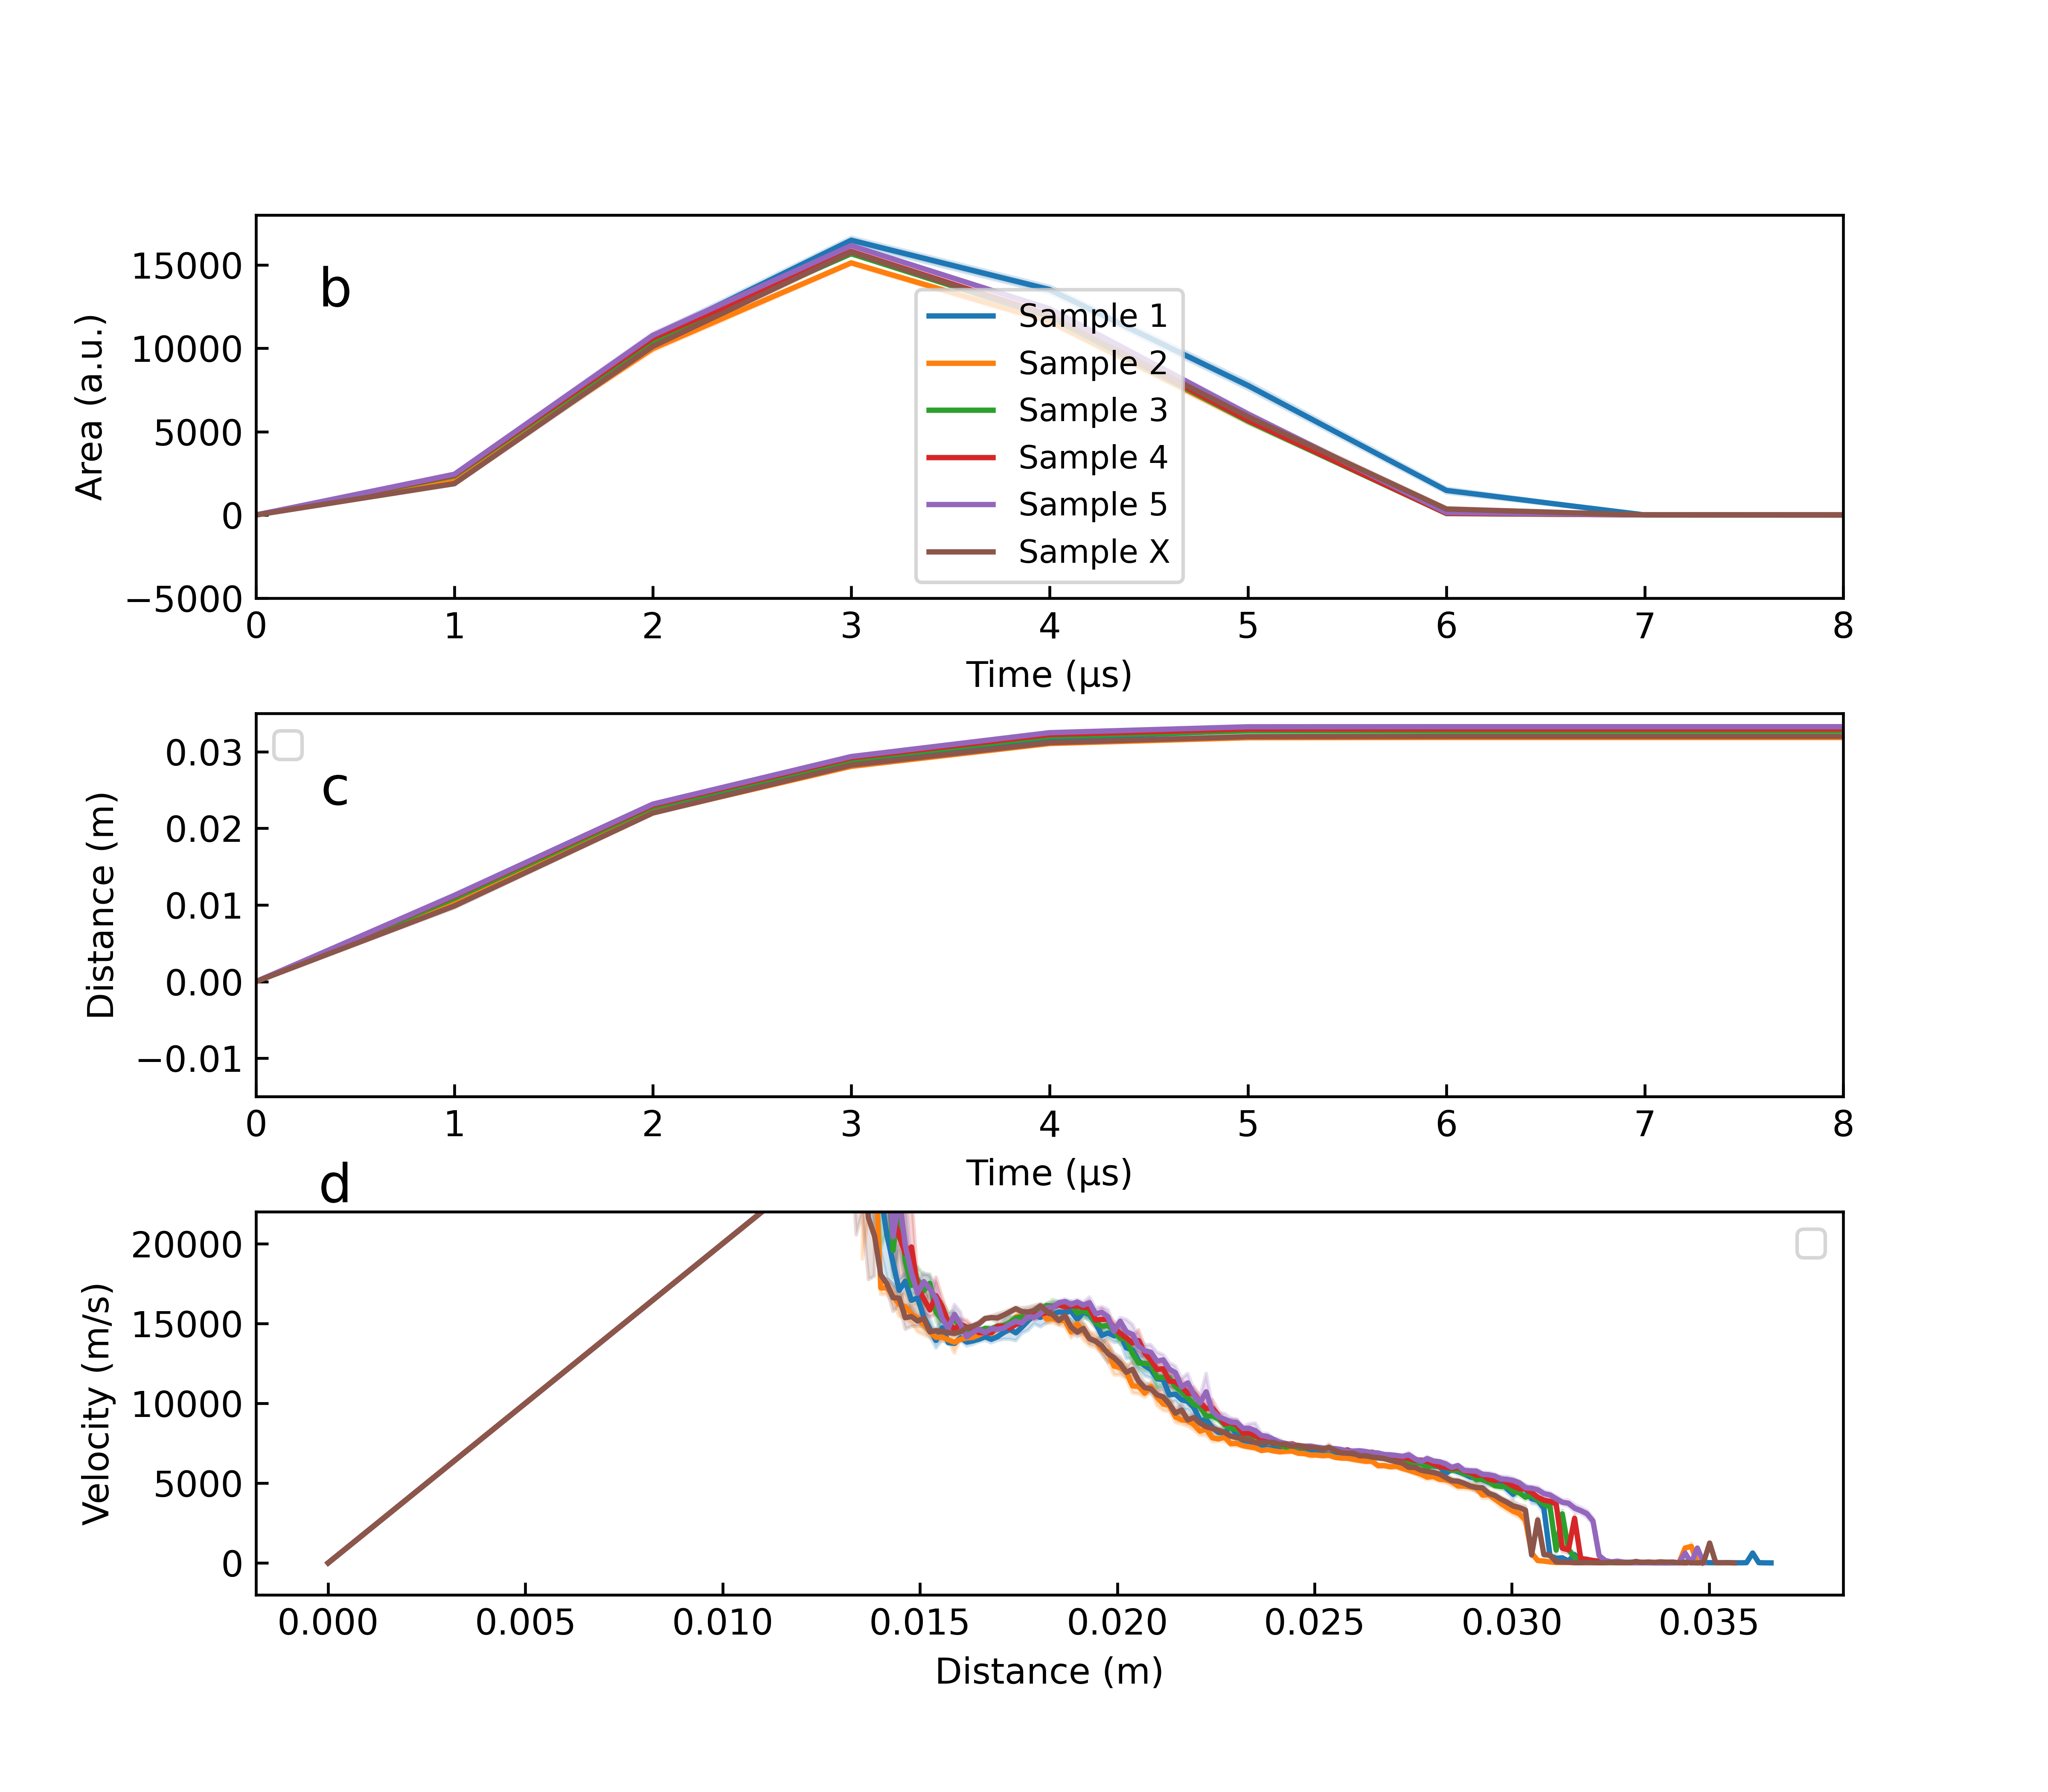 b
Area (a.u.)
15000
10000
5000
0
−5000
Sample 1
Sample 2
Sample 3
Sample 4
Sample 5
Sample X
0 1 2 3 4 5 6 7 8
Time (µs)
c
Distance (m)
0.03
0.02
0.01
0.00
−0.01
0 1 2 3 4 5 6 7 8
Time (µs)
d
Velocity (m/s)
20000
15000
10000
5000
0
0.000 0.005 0.010 0.015 0.020 0.025 0.030 0.035
Distance (m)